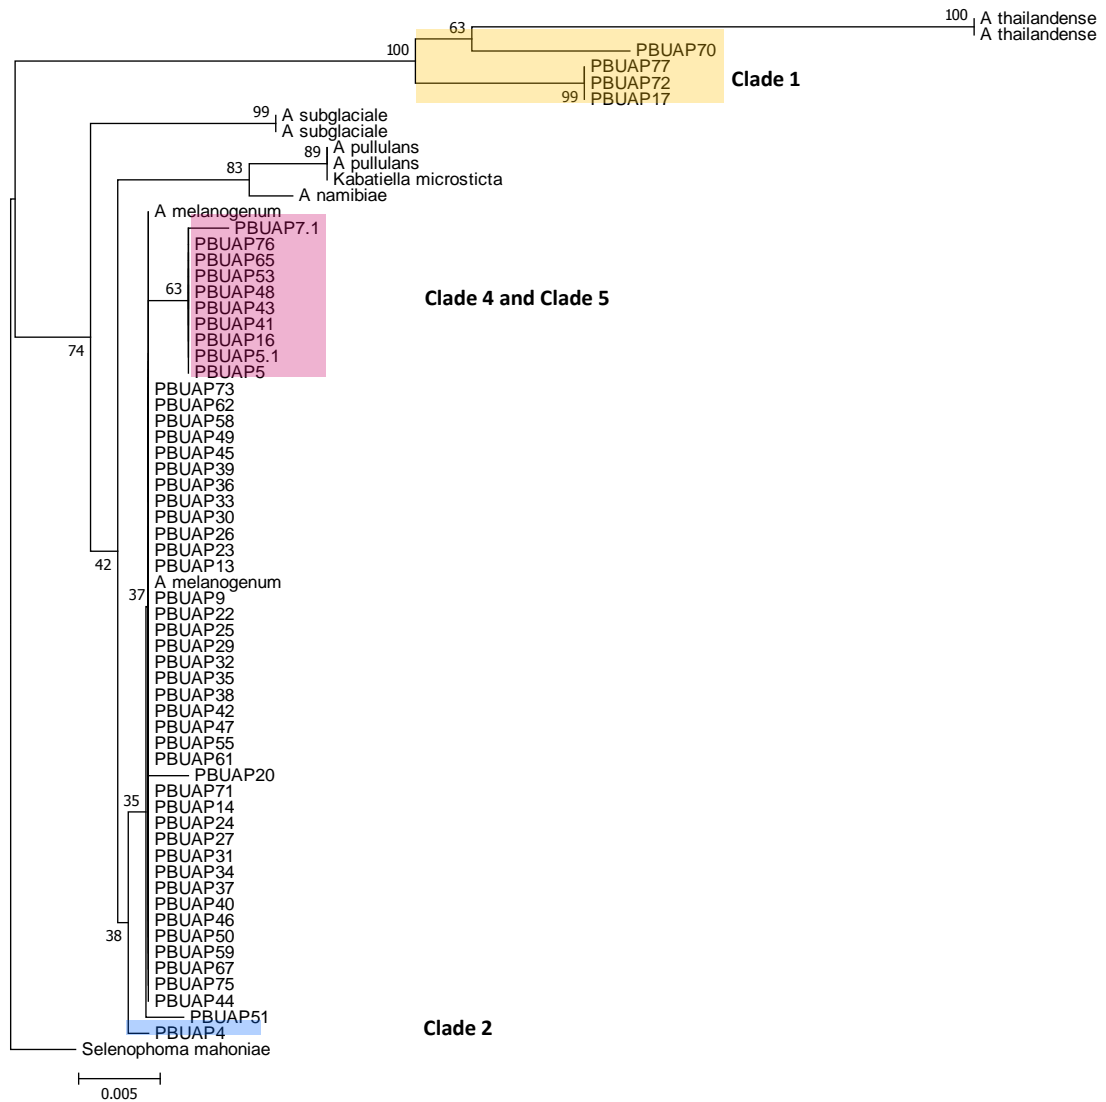 100
A thailandense
A thailandense
63
PBUAP70
100
PBUAP77
PBUAP72
Clade 1
99
PBUAP17
99
A subglaciale
A subglaciale
A pullulans
89
A pullulans
83
Kabatiella microsticta
A namibiae
A melanogenum
PBUAP7.1
PBUAP76
PBUAP65
PBUAP53
63
PBUAP48
Clade 4 and Clade 5
PBUAP43
PBUAP41
PBUAP16
74
PBUAP5.1
PBUAP5
PBUAP73
PBUAP62
PBUAP58
PBUAP49
PBUAP45
PBUAP39
PBUAP36
PBUAP33
PBUAP30
PBUAP26
PBUAP23
42
PBUAP13
A melanogenum
37
PBUAP9
PBUAP22
PBUAP25
PBUAP29
PBUAP32
PBUAP35
PBUAP38
PBUAP42
PBUAP47
PBUAP55
PBUAP61
PBUAP20
PBUAP71
35
PBUAP14
PBUAP24
PBUAP27
PBUAP31
PBUAP34
PBUAP37
PBUAP40
PBUAP46
38
PBUAP50
PBUAP59
PBUAP67
PBUAP75
PBUAP44
PBUAP51
Clade 2
PBUAP4
Selenophoma mahoniae
0.005